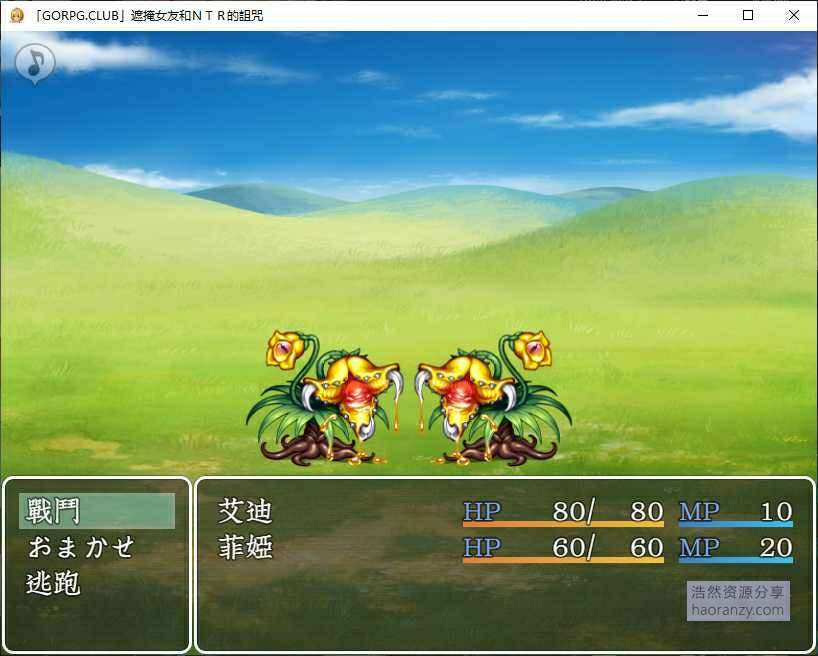 「GORPG.CLUB」遮掩女友和ＮＴＲ的詛咒
戰鬥
おまかせ
逃跑
艾迪 HP 80/ 80 MP 10
菲婭 HP 60/ 60 MP 20
浩然资源分享
haoranzy.com